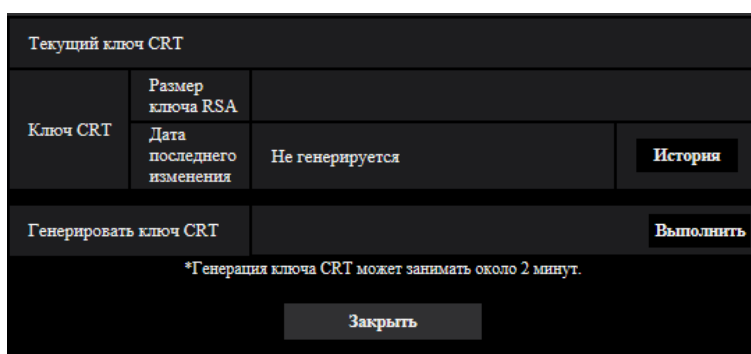 Текущий ключ CRT
Ключ CRT
Размер
ключа RSA
Дата
последнего
изменения
Не генерируется
История
Генерировать ключ CRT
Выполнить
*Генерация ключа CRT может занимать около 2 минут.
Закрыть